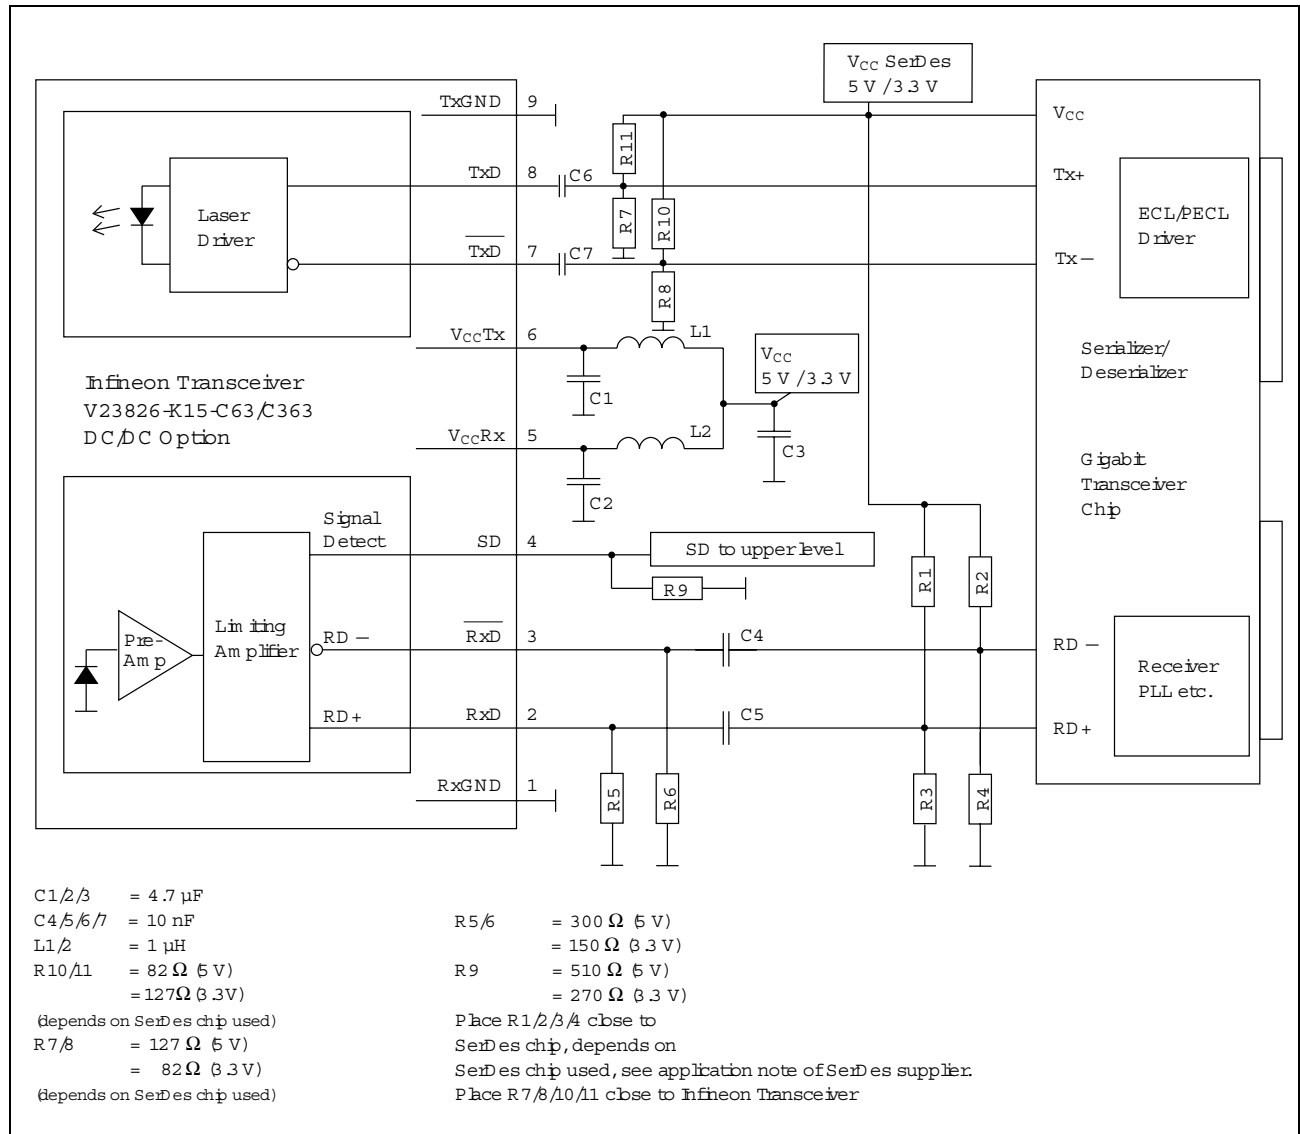 VCC SerDes
5 V / 3.3 V
TxGND 9
VCC
R11
TxD 8
C6
Tx+
Laser
Driver
R7
R10
ECL/PECL
Driver
TxD 7
C7
Tx−
R8
VCCTx 6
L1
VCC
5 V / 3.3 V
Serializer/
Deserializer
Infineon Transceiver
V23826-K15-C63/C363
DC/DC Option
C1
VCCRx 5
L2
C3
C2
Gigabit
Transceiver
Chip
Signal
Detect
SD 4
SD to upper level
R9
R1
R2
Pre-
Amp
Limiting
Amplifier
RD −
RxD 3
C4
RD −
Receiver
PLL etc.
RD+
RxD 2
C5
RD+
RxGND 1
R5
R6
R3
R4
C1/2/3 = 4.7 µF
C4/5/6/7 = 10 nF
L1/2 = 1 µH
R10/11 = 82 Ω (5 V)
= 127Ω (3.3V)
(depends on SerDes chip used)
R7/8 = 127 Ω (5 V)
= 82 Ω (3.3 V)
(depends on SerDes chip used)
R5/6 = 300 Ω (5 V)
= 150 Ω (3.3 V)
R9 = 510 Ω (5 V)
= 270 Ω (3.3 V)
Place R1/2/3/4 close to
SerDes chip, depends on
SerDes chip used, see application note of SerDes supplier.
Place R7/8/10/11 close to Infineon Transceiver